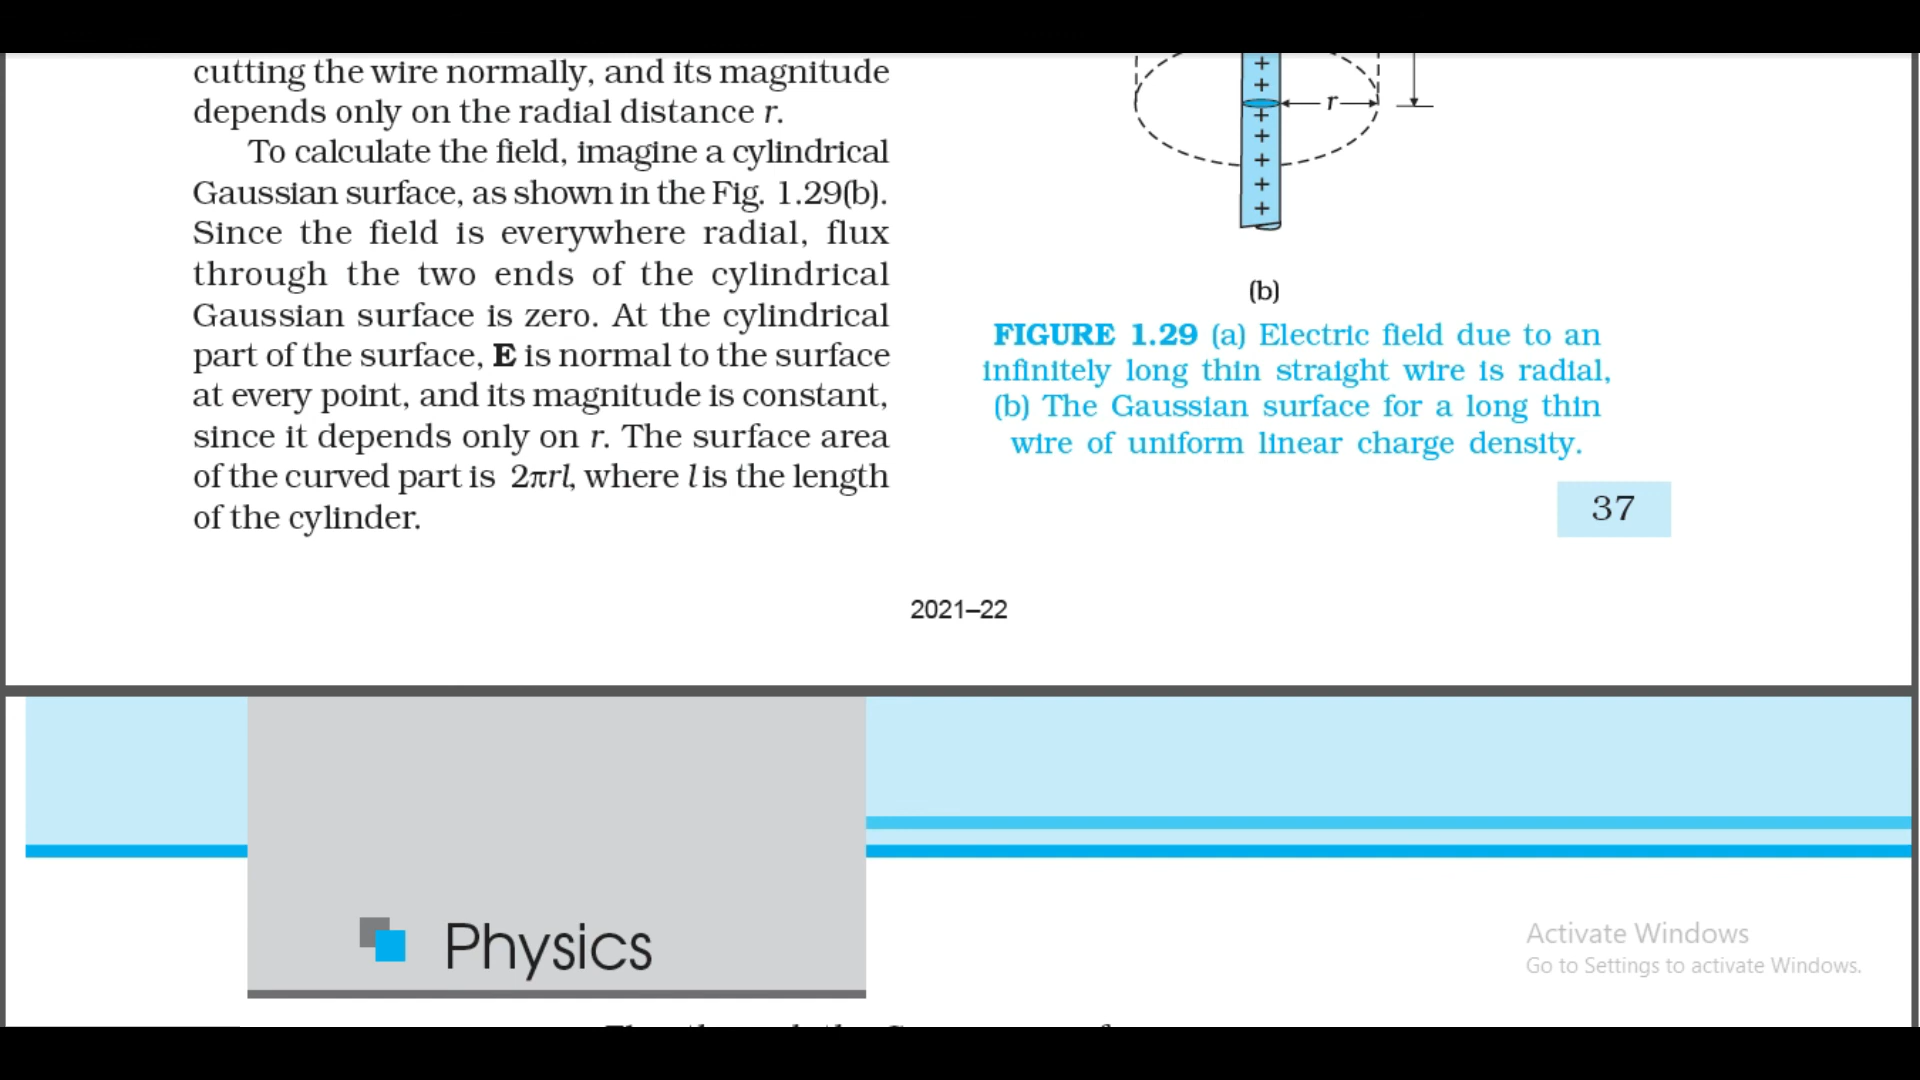 cutting the wire normally, and its magnitude
depends only on the radial distance r.
To calculate the field, imagine a cylindrical
Gaussian surface, as shown in the Fig. 1.29(b).
Since the field is everywhere radial, flux
through the two ends of the cylindrical
Gaussian surface is zero. At the cylindrical
part of the surface, E is normal to the surface
at every point, and its magnitude is constant,
since it depends only on r. The surface area
of the curved part is 2πrl, where l is the length
of the cylinder.
+
+
r
+
+
+
+
+
(b)
FIGURE 1.29 (a) Electric field due to an
infinitely long thin straight wire is radial,
(b) The Gaussian surface for a long thin
wire of uniform linear charge density.
37
2021–22
Physics
Activate Windows
Go to Settings to activate Windows.